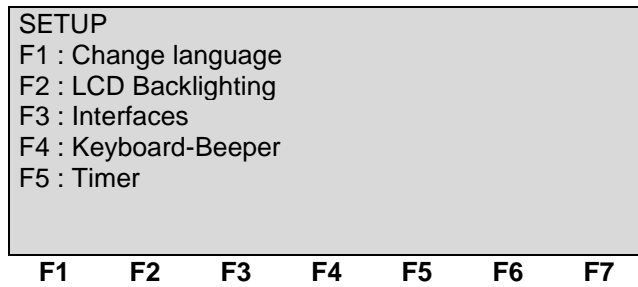 SETUP
F1 : Change language
F2 : LCD Backlighting
F3 : Interfaces
F4 : Keyboard-Beeper
F5 : Timer
F1 F2 F3 F4 F5 F6 F7